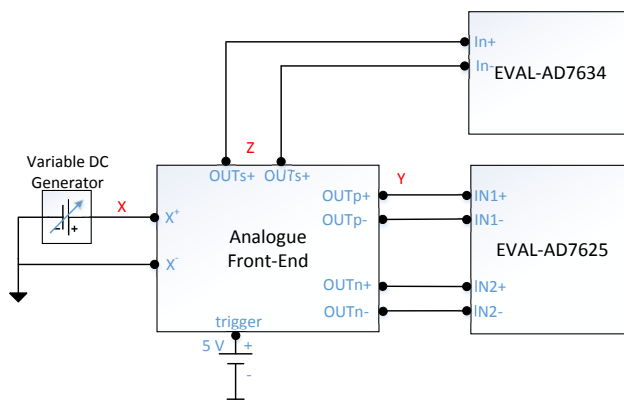 In+
In-
EVAL-AD7634
Z
OUTs+ OUTs+
Variable DC
Generator
X
- +
X+
X-
Analogue
Front-End
OUTp+
OUTp-
OUTn+
OUTn-
Y
IN1+
IN1-
IN2+
IN2-
EVAL-AD7625
trigger
5 V +
-